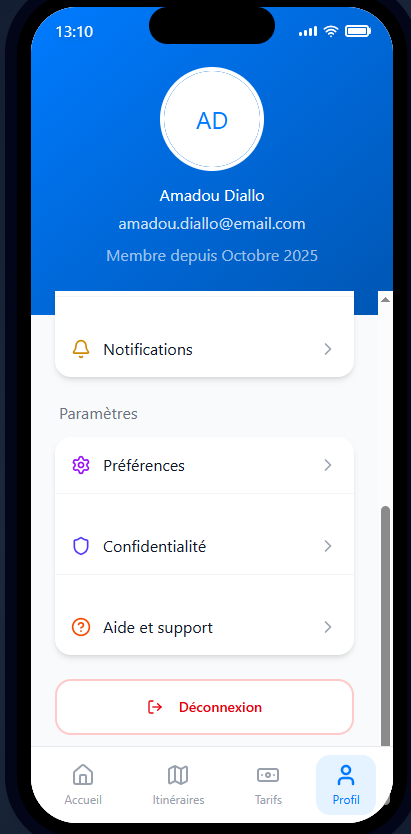 13:10
AD
Amadou Diallo
amadou.diallo@email.com
Membre depuis Octobre 2025
Notifications
Paramètres
Préférences
Confidentialité
Aide et support
Déconnexion
Accueil
Itinéraires
Tarifs
Profil